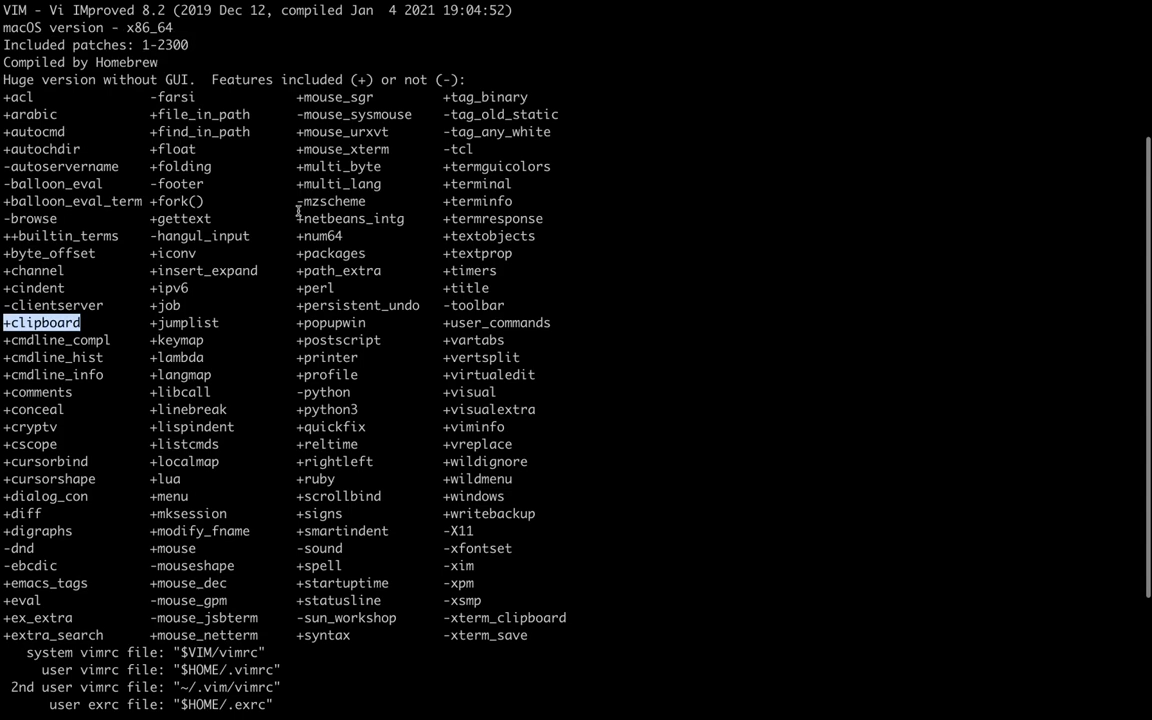 VIM - Vi IMproved 8.2 (2019 Dec 12, compiled Jan  4 2021 19:04:52)
macOS version - x86_64
Included patches: 1-2300
Compiled by Homebrew
Huge version without GUI.  Features included (+) or not (-):
+acl               -farsi             +mouse_sgr         +tag_binary
+arabic            +file_in_path      -mouse_sysmouse    -tag_old_static
+autocmd           +find_in_path      +mouse_urxvt       -tag_any_white
+autochdir         +float             +mouse_xterm       -tcl
-autoservername    +folding           +multi_byte        +termguicolors
-balloon_eval      -footer            +multi_lang        +terminal
+balloon_eval_term +fork()            -mzscheme          +terminfo
-browse            +gettext           +netbeans_intg     +termresponse
++builtin_terms    -hangul_input      +num64             +textobjects
+byte_offset       +iconv             +packages          +textprop
+channel           +insert_expand     +path_extra        +timers
+cindent           +ipv6              +perl              +title
-clientserver      +job               +persistent_undo   -toolbar
+clipboard         +jumplist          +popupwin          +user_commands
+cmdline_compl     +keymap            +postscript        +vartabs
+cmdline_hist      +lambda            +printer           +vertsplit
+cmdline_info      +langmap           +profile           +virtualedit
+comments          +libcall           -python            +visual
+conceal           +linebreak         +python3           +visualextra
+cryptv            +lispindent        +quickfix          +viminfo
+cscope            +listcmds          +reltime           +vreplace
+cursorbind        +localmap          +rightleft         +wildignore
+cursorshape       +lua               +ruby              +wildmenu
+dialog_con        +menu              +scrollbind        +windows
+diff              +mksession         +signs             +writebackup
+digraphs          +modify_fname      +smartindent       -X11
-dnd               +mouse             -sound             -xfontset
-ebcdic            -mouseshape        +spell             -xim
+emacs_tags        +mouse_dec         +startuptime       -xpm
+eval              -mouse_gpm         +statusline        -xsmp
+ex_extra          -mouse_jsbterm     -sun_workshop      -xterm_clipboard
+extra_search      +mouse_netterm     +syntax            -xterm_save
system vimrc file: "$VIM/vimrc"
user vimrc file: "$HOME/.vimrc"
2nd user vimrc file: "~/.vim/vimrc"
user exrc file: "$HOME/.exrc"